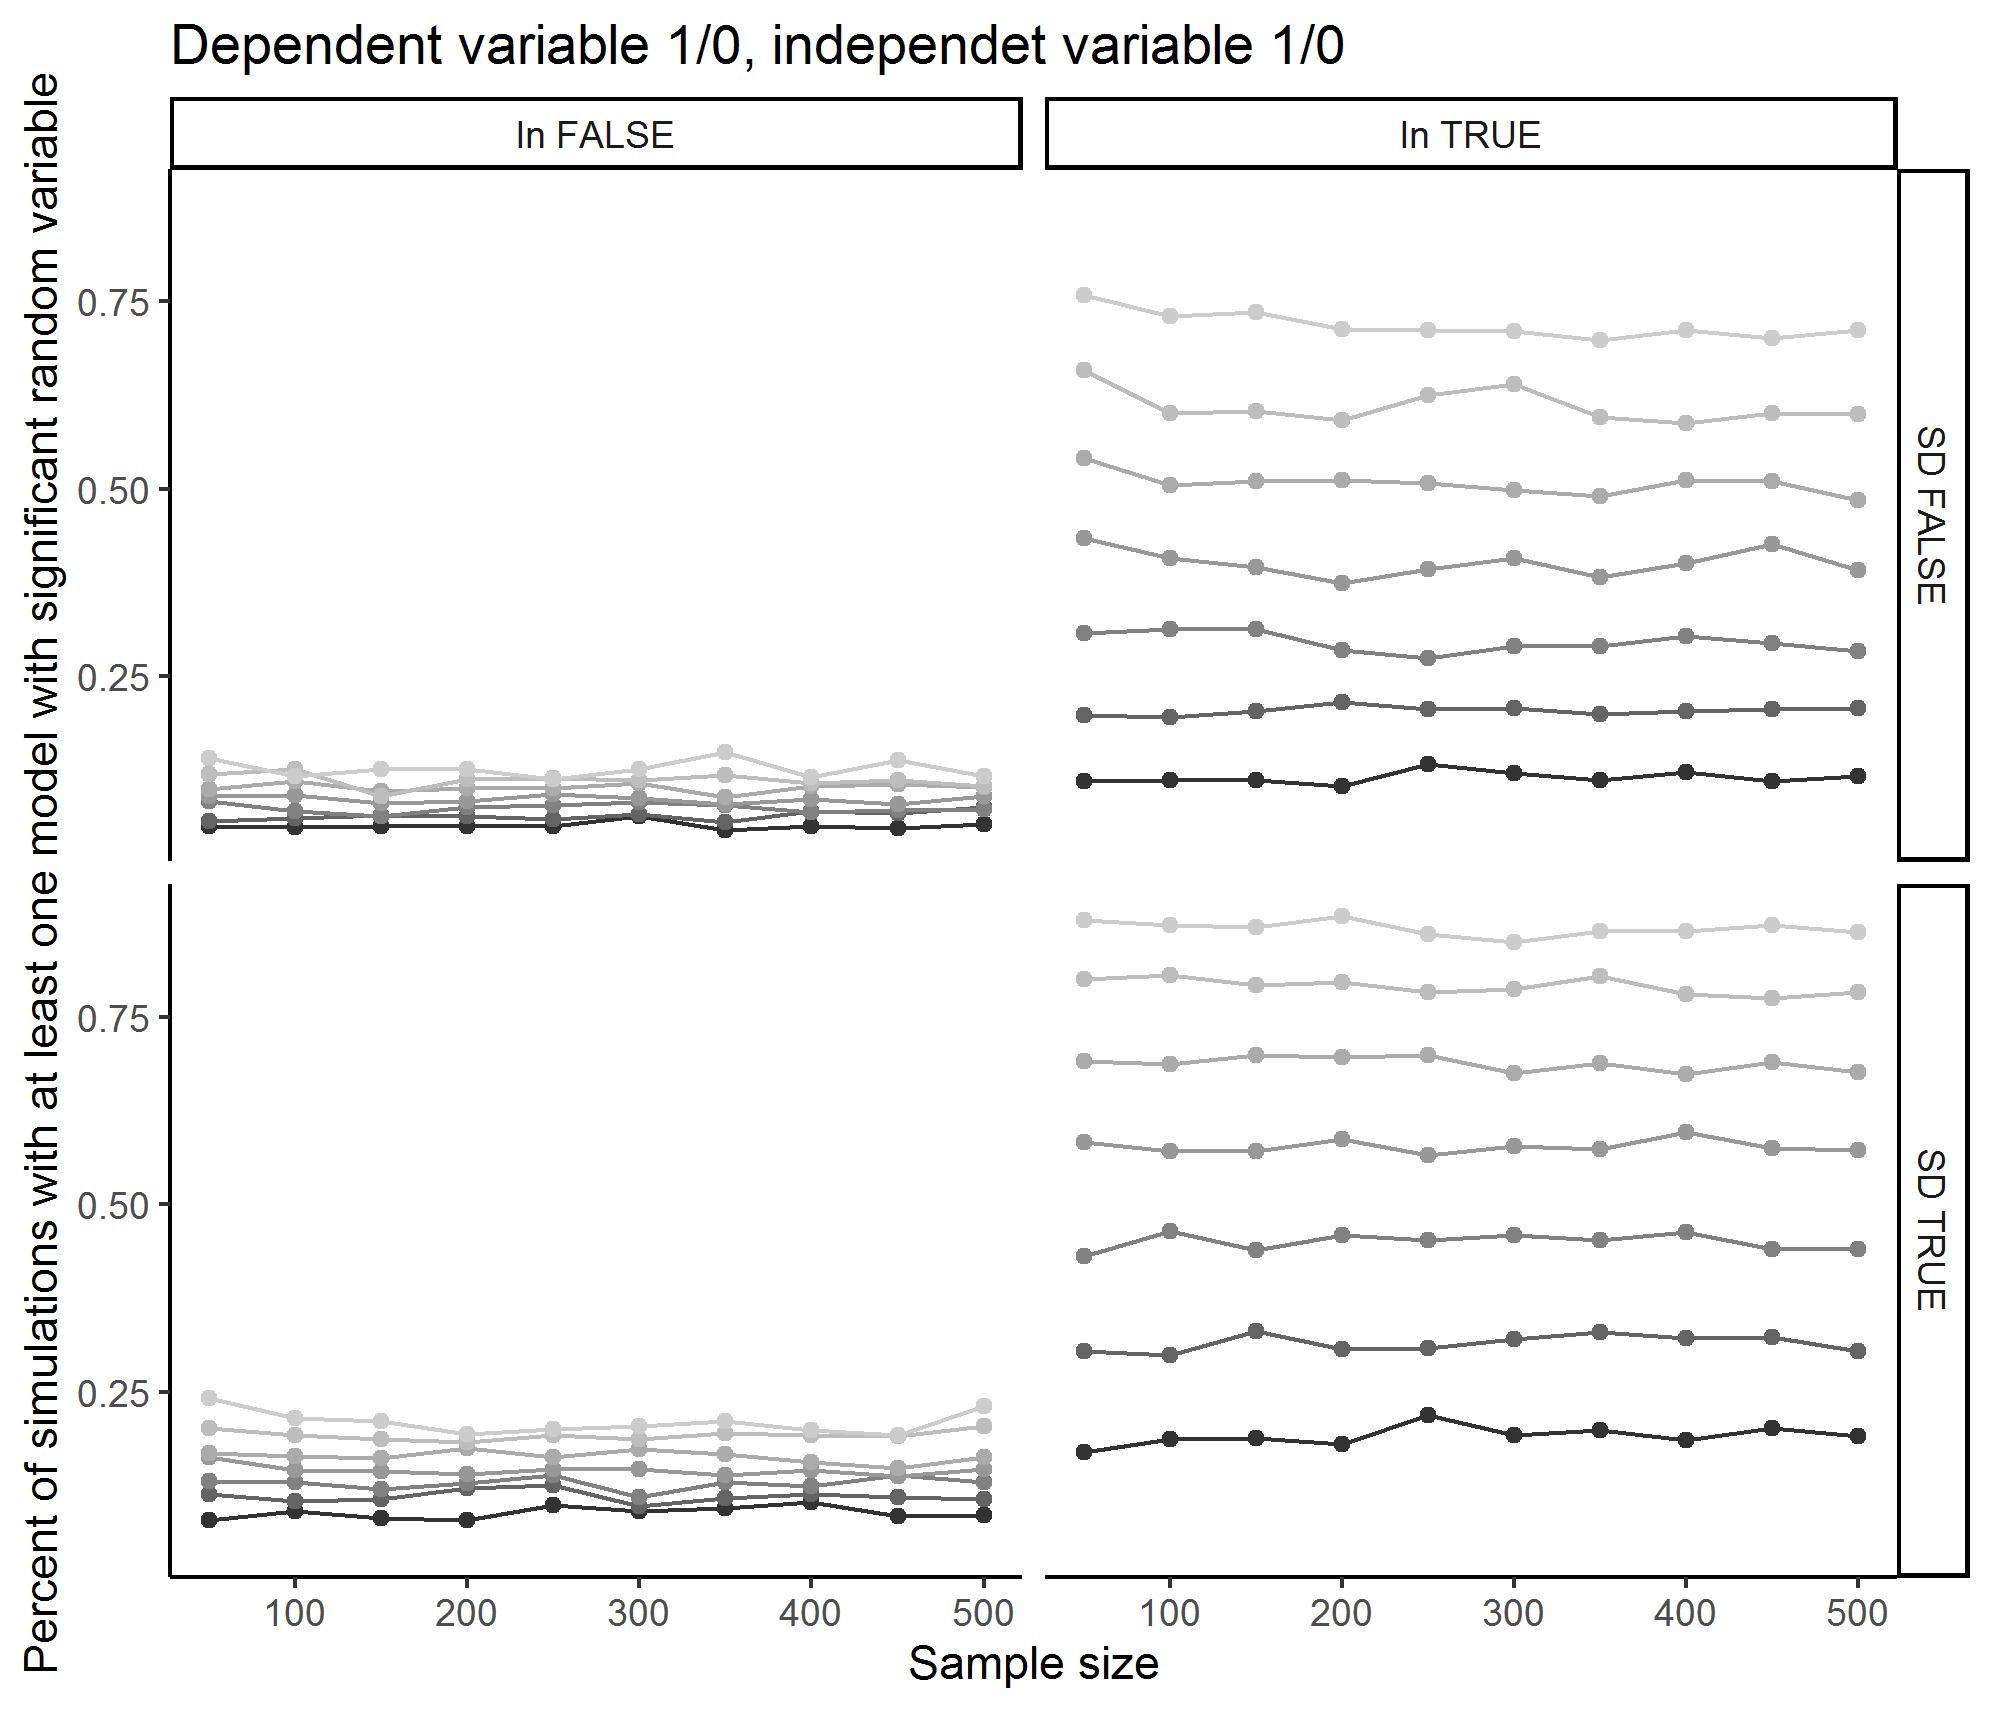 Dependent variable 1/0, independet variable 1/0
In FALSE
In TRUE
Percent of simulations with at least one model with significant random variable
0.75
0.50
0.25
SD FALSE
0.75
0.50
0.25
SD TRUE
100 200 300 400 500
100 200 300 400 500
Sample size